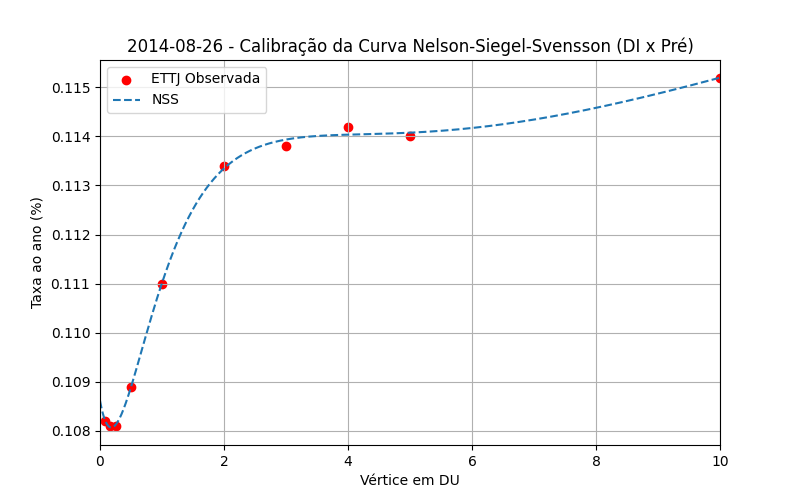 2014-08-26 - Calibração da Curva Nelson-Siegel-Svensson (DI x Pré)
ETTJ Observada
NSS
Taxa ao ano (%)
0.115
0.114
0.113
0.112
0.111
0.110
0.109
0.108
0 2 4 6 8 10
Vértice em DU